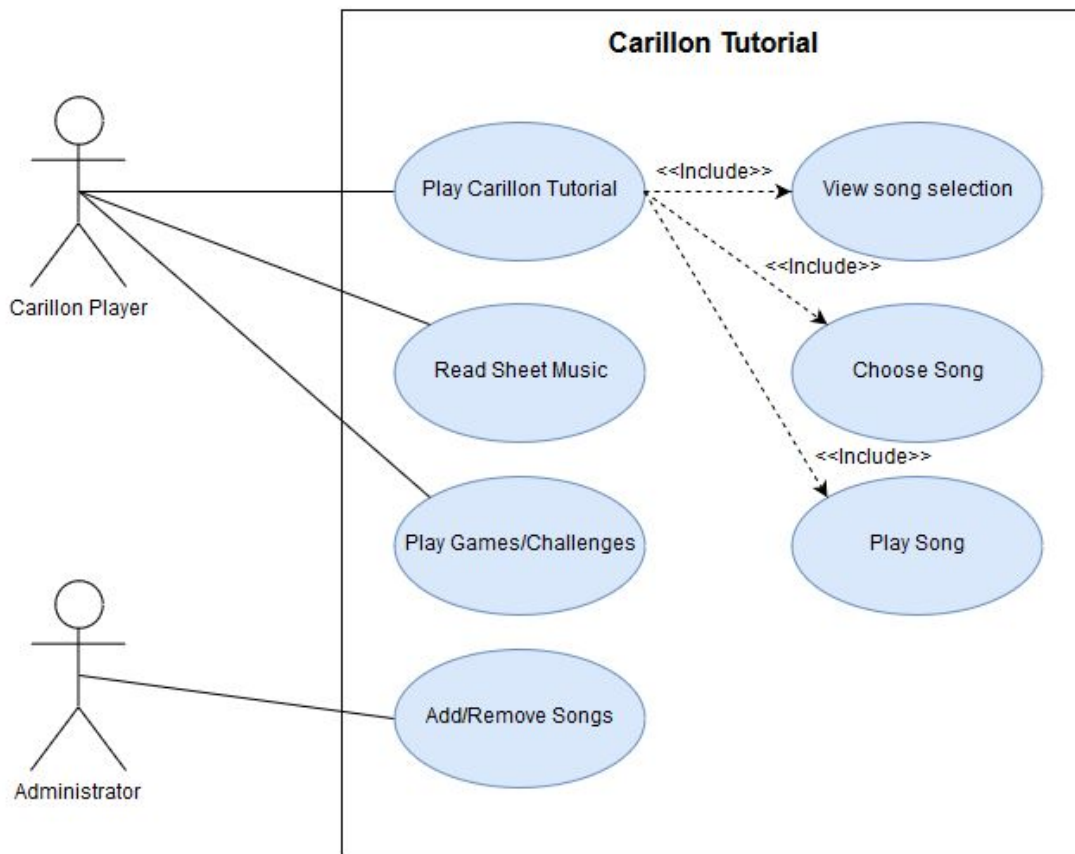 Carillon Tutorial
Play Carillon Tutorial
<<Include>>
View song selection
Carillon Player
<<Include>>
Read Sheet Music
Choose Song
<<Include>>
Play Games/Challenges
Play Song
Add/Remove Songs
Administrator